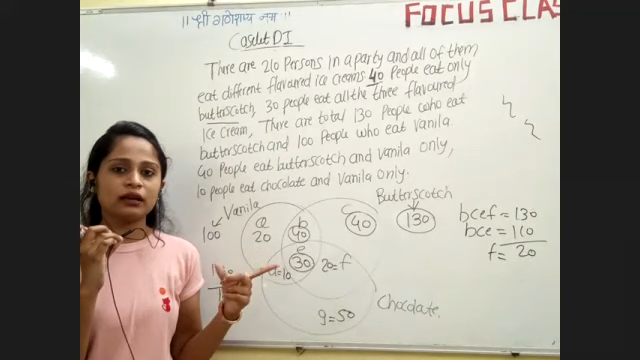 ॥ श्री गणेशाय नमः ॥
FOCUS CLAS
Caselet DI
There are 210 Persons in a party and all of them
eat different flavoured ice creams 40 People eat only
butterscotch, 30 people eat all the three flavoured
Ice Cream, There are total 130 People who eat
butterscotch and 100 People who eat Vanila
40 People eat butterscotch and vanila only,
10 people eat chocolate and Vanilla only.
Butterscotch
Vanila
100
a
20
b
40
c
40
130
e
30
d=10
20=f
g=50
Chocolate
bcef = 130
bce = 110
f = 20